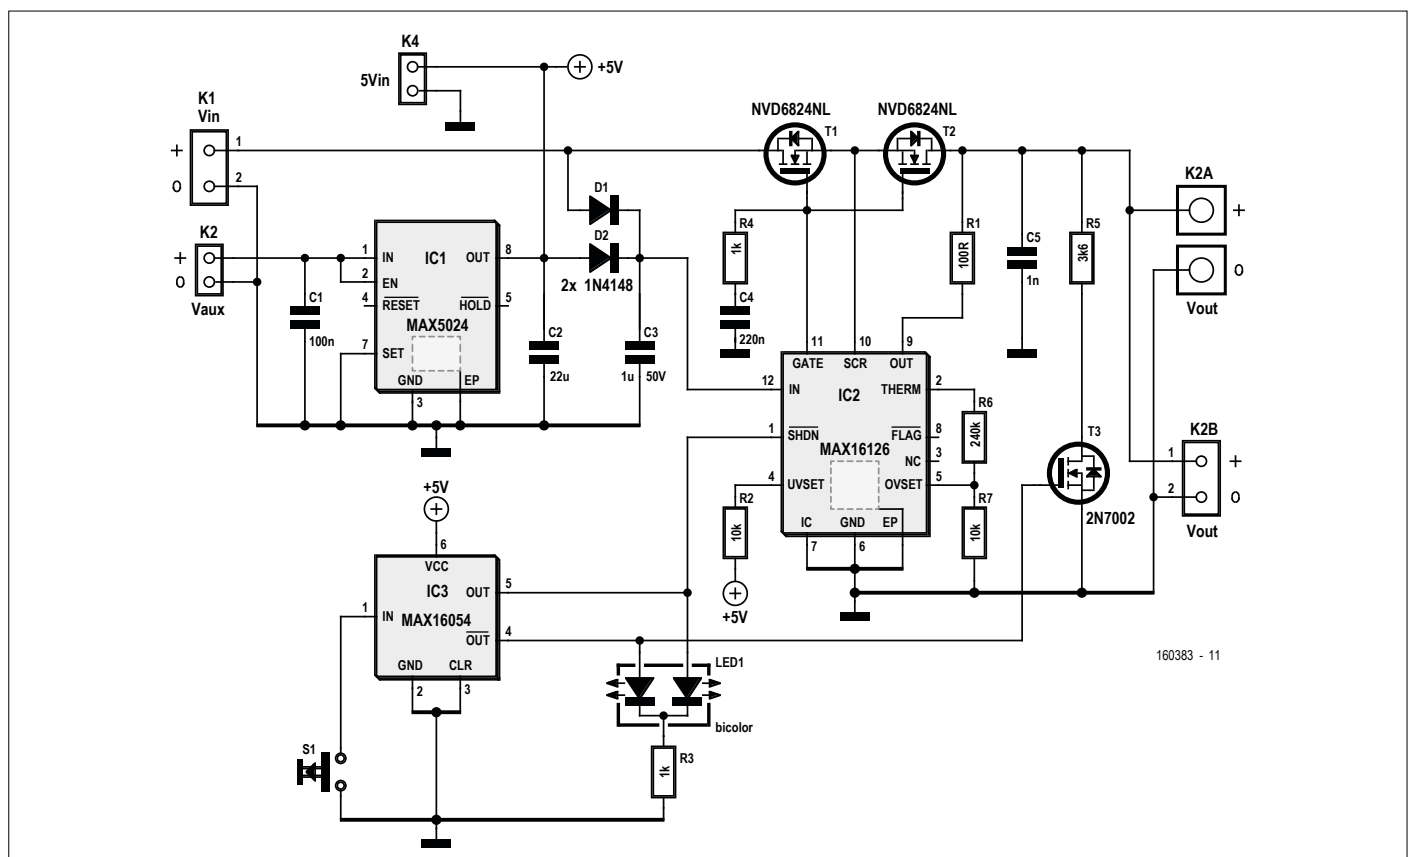 K4
5Vin
+5V
K1
Vin
1
2
+
0
K2
+
0
Vaux
C1
100n
1
IN
2
EN
4
RESET
7
SET
IC1
MAX5024
OUT
8
HOLD
5
GND
EP
3
D1
D2
2x 1N4148
C2
22u
C3
1u
50V
NVD6824NL
T1
NVD6824NL
T2
R4
1k
C4
220n
R1
100R
C5
1n
R5
3k6
K2A
+
0
Vout
11
10
9
GATE
SCR
OUT
12
IN
IC2
THERM
2
1
SHDN
FLAG
8
MAX16126
NC
3
4
UVSET
OVSET
5
IC
GND
EP
7
6
R6
240k
R7
10k
R2
10k
+5V
T3
2N7002
K2B
1
+
2
0
Vout
+5V
6
VCC
IC3
MAX16054
1
IN
OUT
5
OUT
4
GND
CLR
2
3
S1
LED1
bicolor
R3
1k
160383 - 11